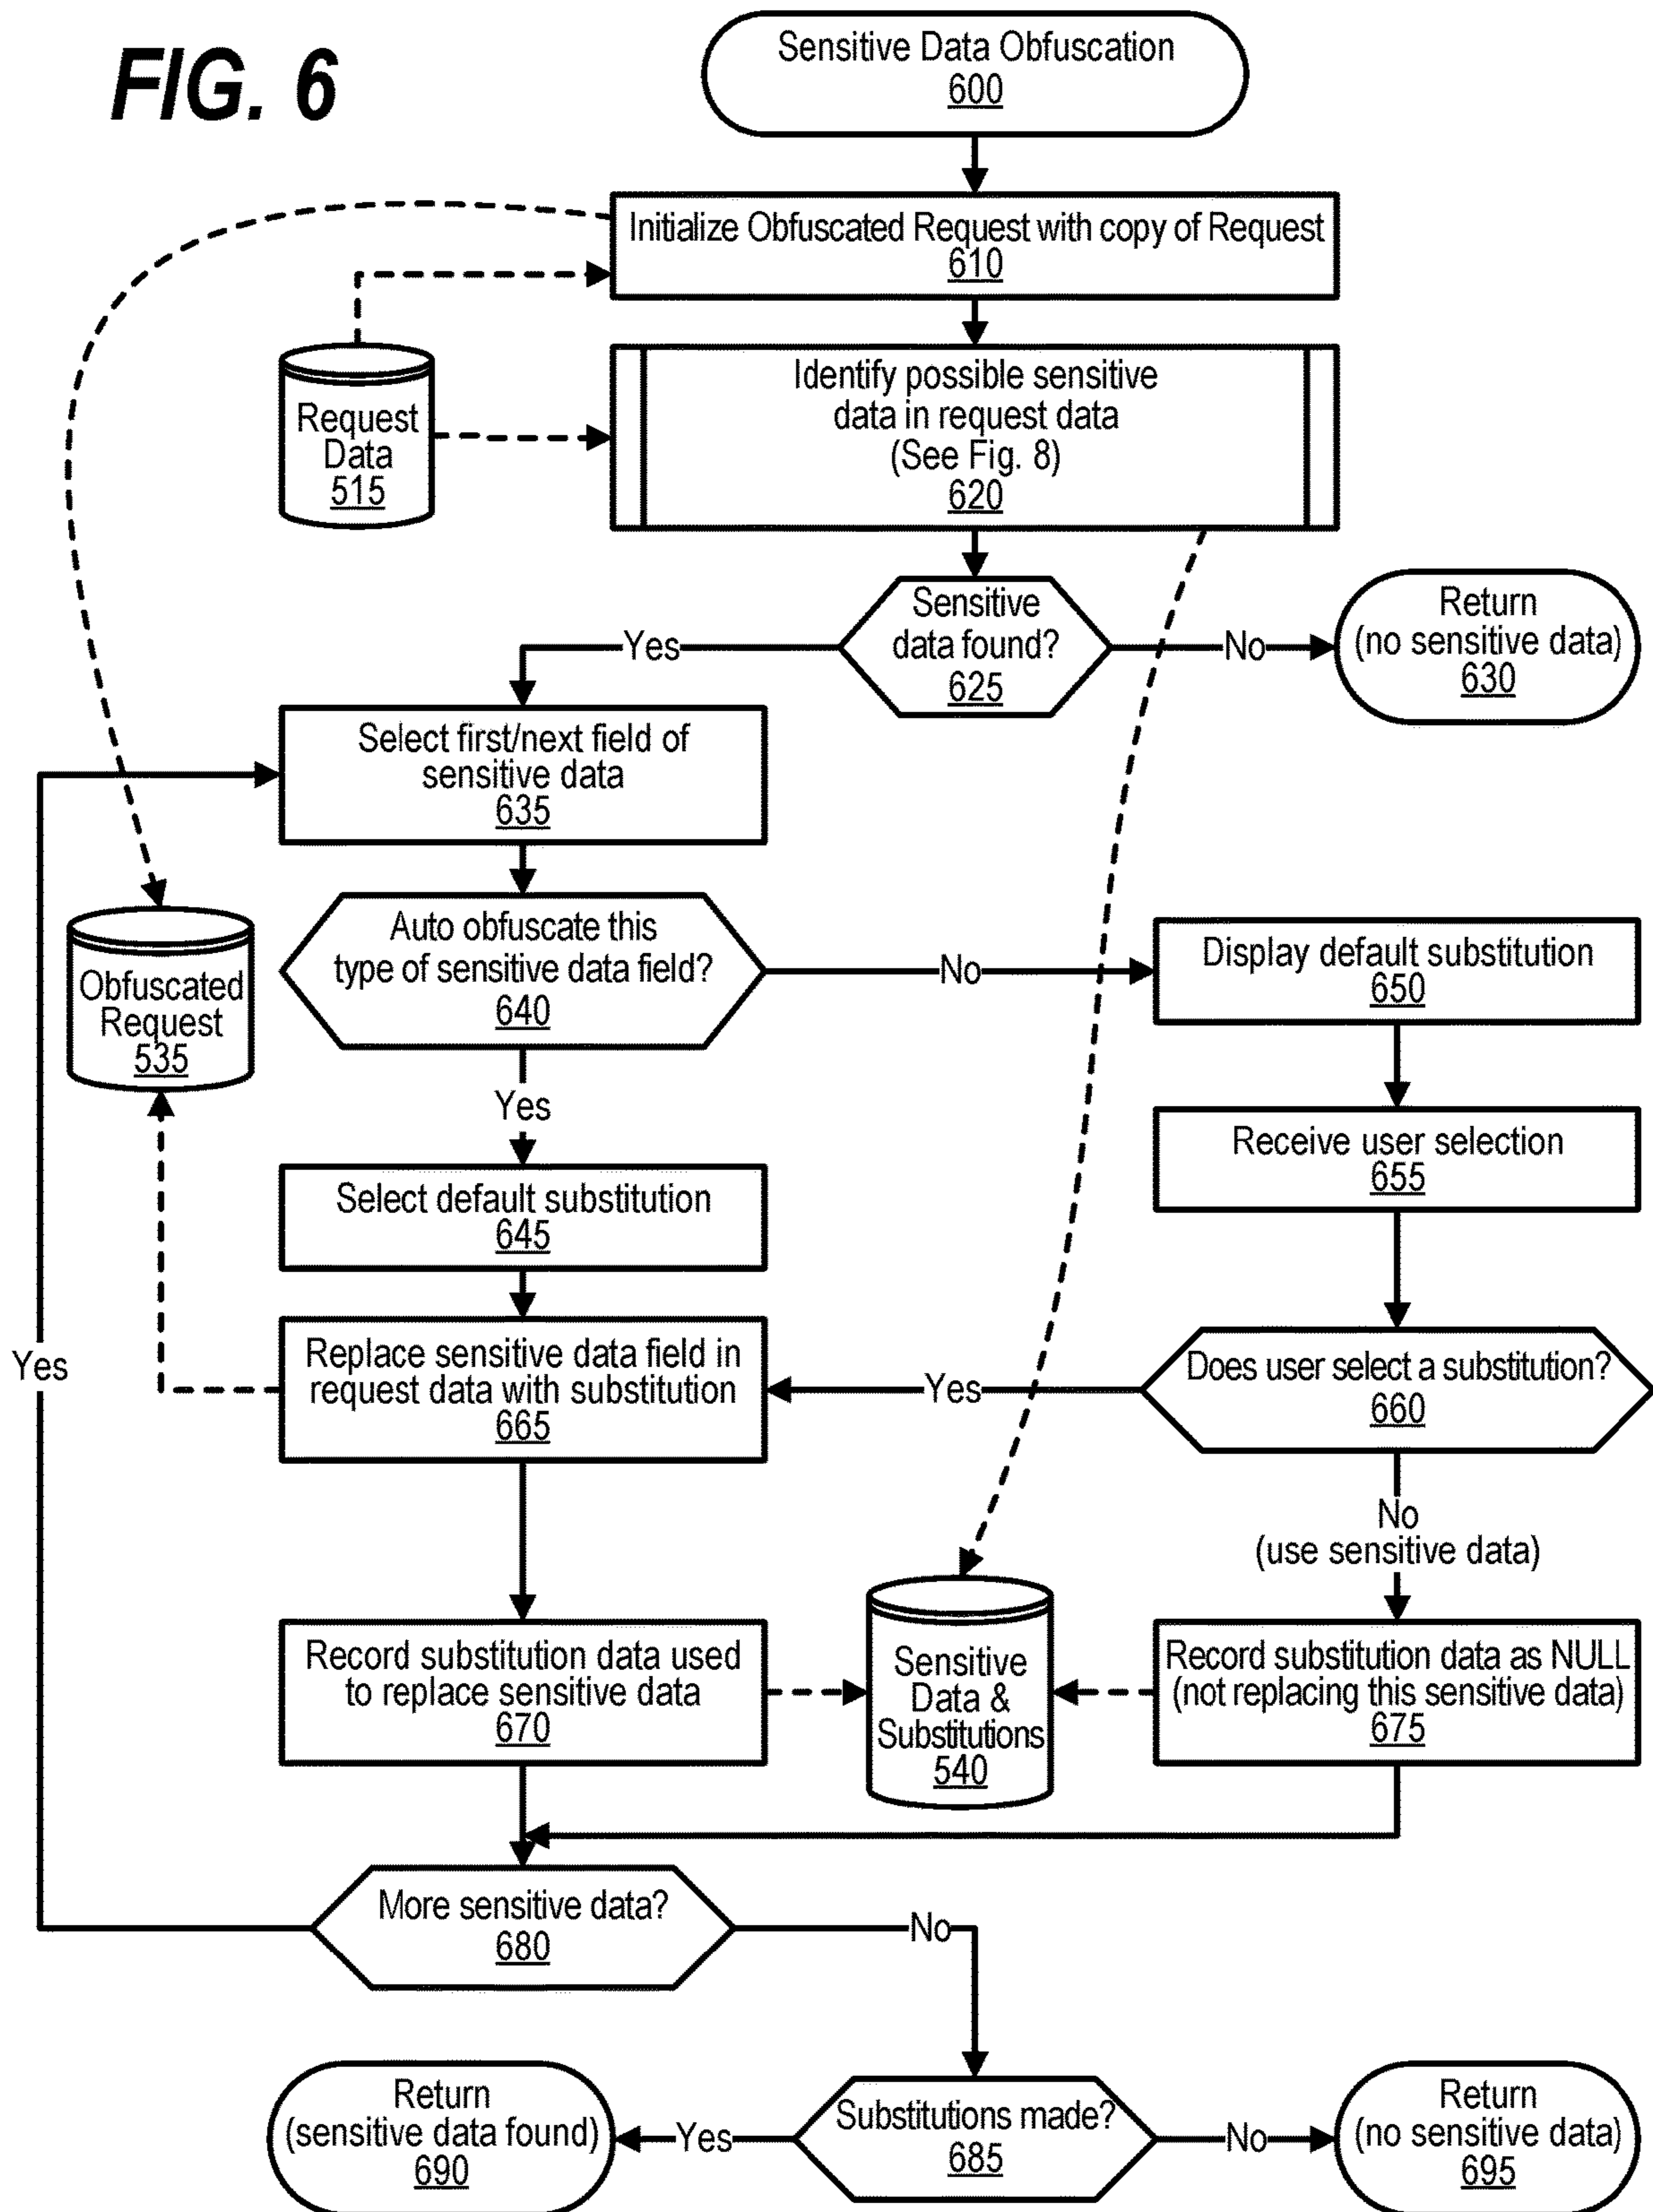 FIG. 6
Sensitive Data Obfuscation
600
Initialize Obfuscated Request with copy of Request
610
Request
Data
515
Identify possible sensitive
data in request data
(See Fig. 8)
620
Sensitive
data found?
625
Yes
No
Return
(no sensitive data)
630
Select first/next field of
sensitive data
635
Obfuscated
Request
535
Auto obfuscate this
type of sensitive data field?
640
No
Display default substitution
650
Yes
Receive user selection
655
Select default substitution
645
Yes
Replace sensitive data field in
request data with substitution
665
Yes
Does user select a substitution?
660
No
(use sensitive data)
Record substitution data used
to replace sensitive data
670
Sensitive
Data &
Substitutions
540
Record substitution data as NULL
(not replacing this sensitive data)
675
More sensitive data?
680
No
Return
(sensitive data found)
690
Yes
Substitutions made?
685
No
Return
(no sensitive data)
695